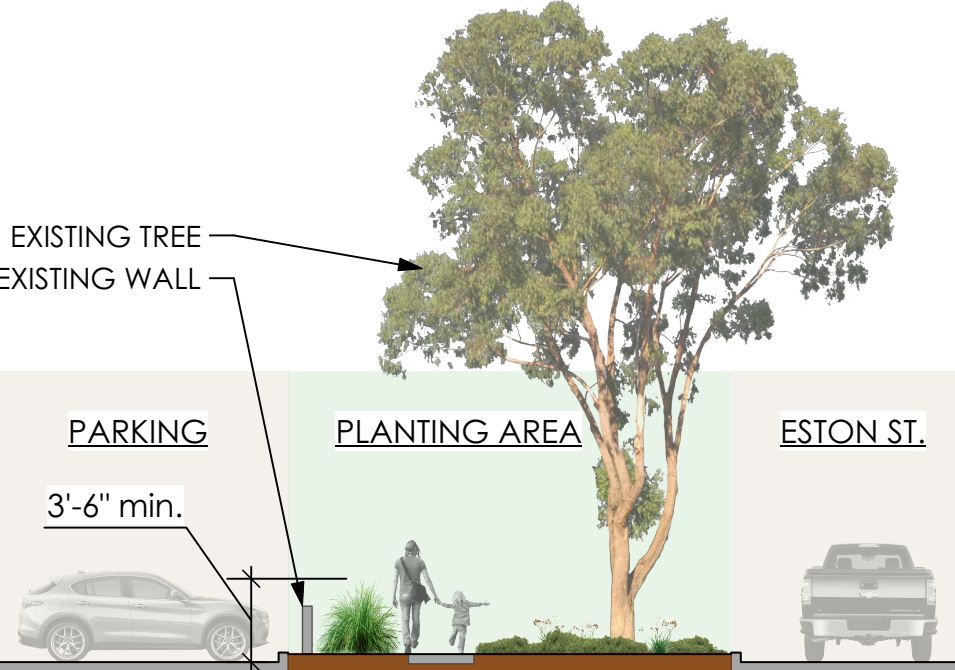 EXISTING TREE
EXISTING WALL
PARKING
PLANTING AREA
ESTON ST.
3'-6" min.